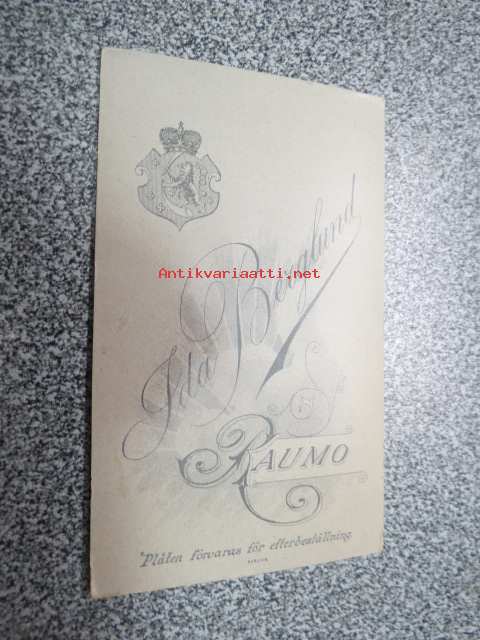 Antikvariaatti.net
Ida Berglund
RAUMO
Plåten förvaras för efterbeställning.